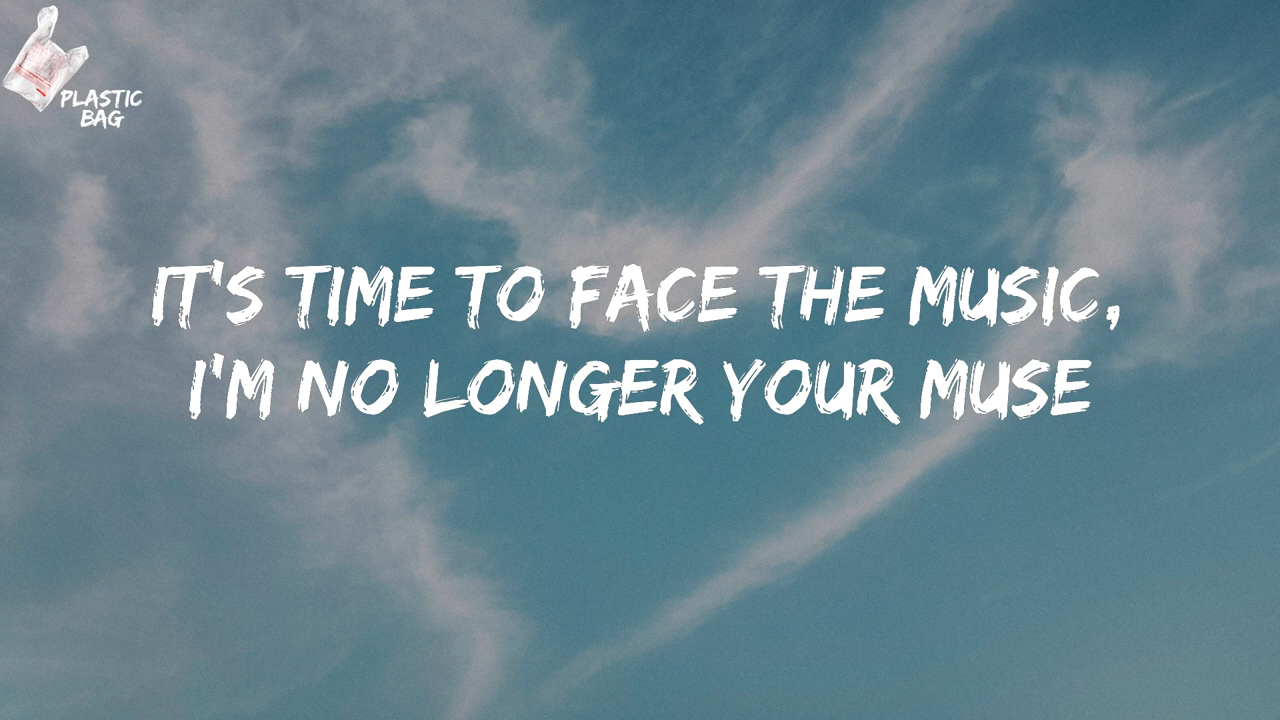 PLASTIC
BAG
IT'S TIME TO FACE THE MUSIC,
I'M NO LONGER YOUR MUSE